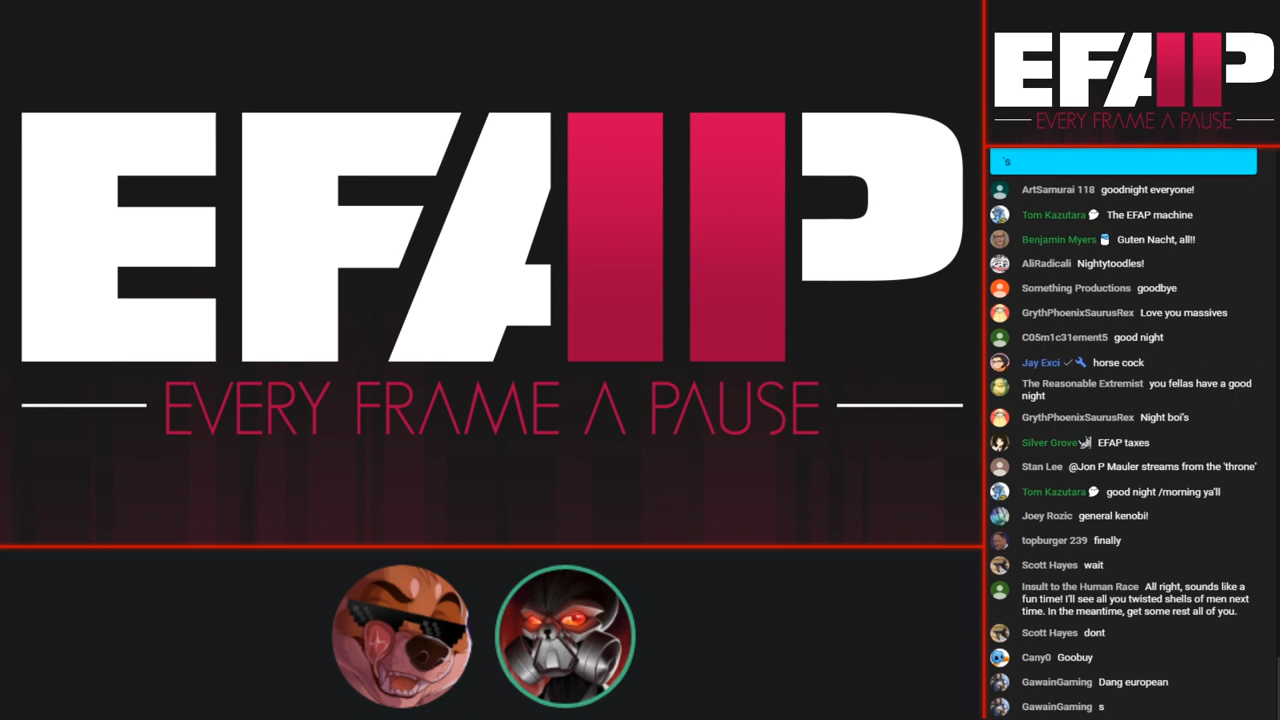 EFAP
EVERY FRAME A PAUSE
EFAP
EVERY FRAME A PAUSE
's
ArtSamurai 118 goodnight everyone!
Tom Kazutara The EFAP machine
Benjamin Myers Guten Nacht, all!!
AliRadicali Nightytoodles!
Something Productions goodbye
GrythPhoenixSaurusRex Love you massives
C05m1c31ement5 good night
Jay Exci horse cock
The Reasonable Extremist you fellas have a good
night
GrythPhoenixSaurusRex Night boi's
Silver Grove EFAP taxes
Stan Lee @Jon P Mauler streams from the 'throne'
Tom Kazutara good night /morning ya'll
Joey Rozic general kenobi!
topburger 239 finally
Scott Hayes wait
Insult to the Human Race All right, sounds like a
fun time! I'll see all you twisted shells of men next
time. In the meantime, get some rest all of you.
Scott Hayes dont
Cany0 Goobuy
GawainGaming Dang european
GawainGaming s